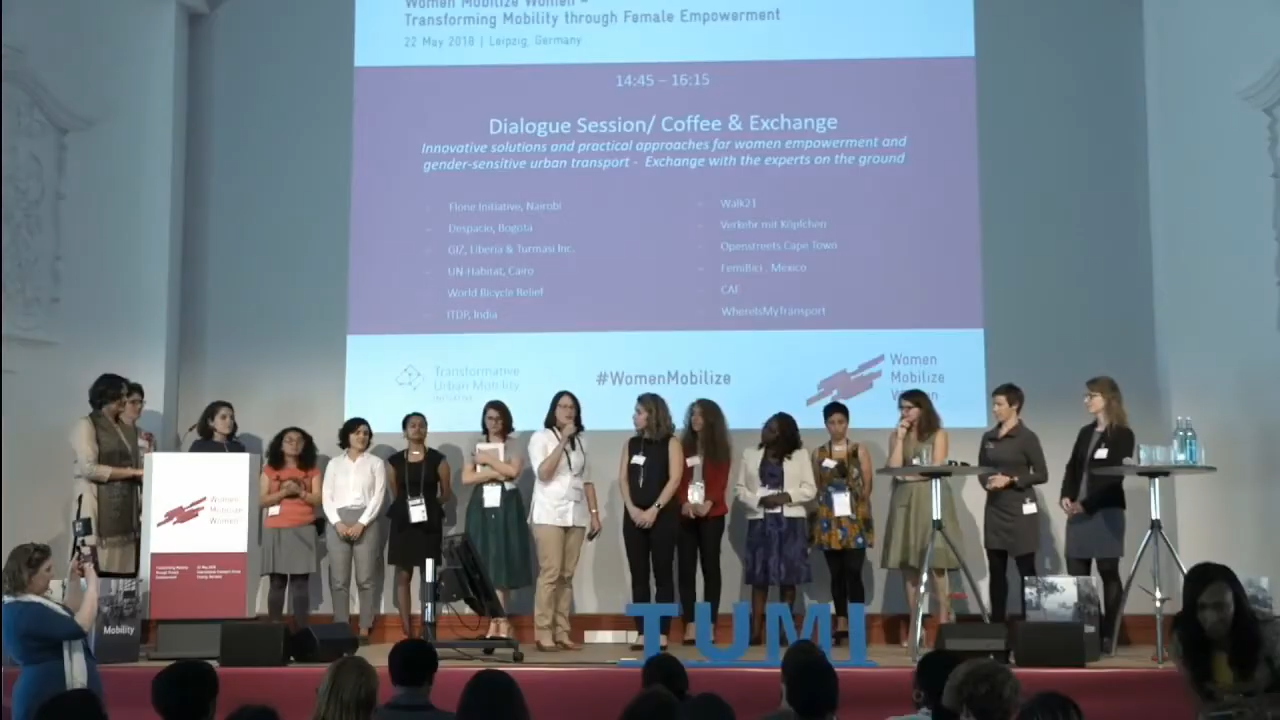 Women Mobilize Women –
Transforming Mobility through Female Empowerment
22 May 2018 | Leipzig, Germany
14:45 – 16:15
Dialogue Session/ Coffee & Exchange
Innovative solutions and practical approaches for women empowerment and
gender-sensitive urban transport - Exchange with the experts on the ground
- Flone Initiative, Nairobi
- Despacio, Bogota
- GIZ, Liberia & Turmasi Inc.
- UN-Habitat, Cairo
- World Bicycle Relief
- ITDP, India
- Walk21
- Verkehr mit Köpfchen
- Openstreets Cape Town
- FemiBici , Mexico
- CAF
- WhereIsMyTransport
Transformative
Urban Mobility
#WomenMobilize
Women
Mobilize
Women
Women
Mobilize
Women
Mobility
TUMI